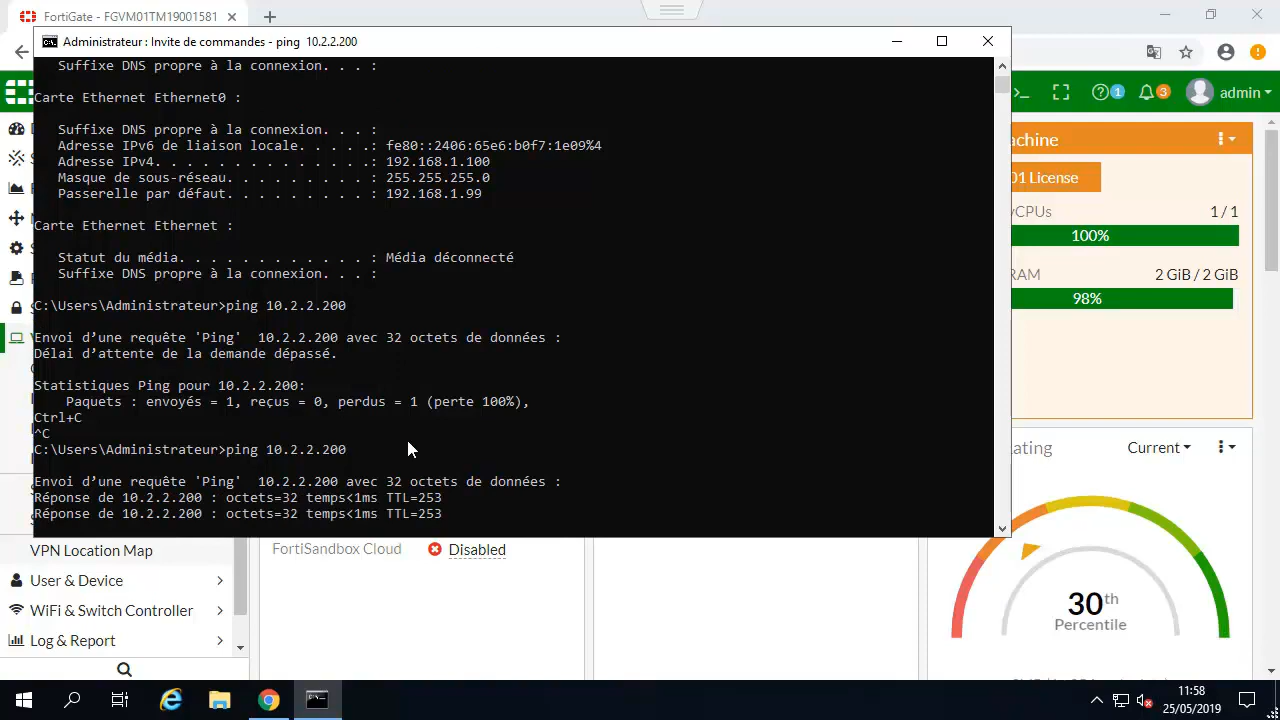 FortiGate - FGVM01TM19001581
Administrateur : Invite de commandes - ping 10.2.2.200
Suffixe DNS propre à la connexion. . . :
Carte Ethernet Ethernet0 :
Suffixe DNS propre à la connexion. . . :
Adresse IPv6 de liaison locale. . . . .: fe80::2406:65e6:b0f7:1e09%4
Adresse IPv4. . . . . . . . . . . . . .: 192.168.1.100
Masque de sous-réseau. . . . . . . . . : 255.255.255.0
Passerelle par défaut. . . . . . . . . : 192.168.1.99
Carte Ethernet Ethernet :
Statut du média. . . . . . . . . . . . : Média déconnecté
Suffixe DNS propre à la connexion. . . :
C:\Users\Administrateur>ping 10.2.2.200
Envoi d’une requête 'Ping'  10.2.2.200 avec 32 octets de données :
Délai d’attente de la demande dépassé.
Statistiques Ping pour 10.2.2.200:
Paquets : envoyés = 1, reçus = 0, perdus = 1 (perte 100%),
Ctrl+C
^C
C:\Users\Administrateur>ping 10.2.2.200
Envoi d’une requête 'Ping'  10.2.2.200 avec 32 octets de données :
Réponse de 10.2.2.200 : octets=32 temps<1ms TTL=253
Réponse de 10.2.2.200 : octets=32 temps<1ms TTL=253
1
3
admin
achine
01 License
vCPUs 1 / 1
100%
RAM 2 GiB / 2 GiB
98%
ating Current
30th
Percentile
VPN Location Map
User & Device
WiFi & Switch Controller
Log & Report
FortiSandbox Cloud Disabled
11:58
25/05/2019